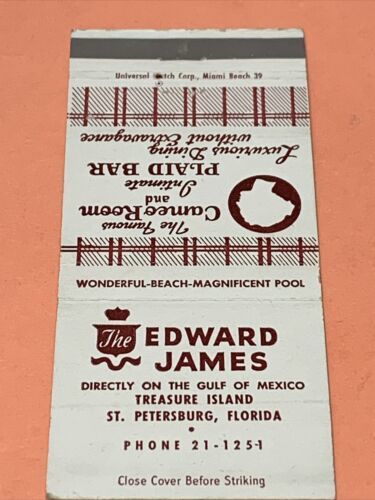 Universal Match Corp., Miami Beach 39
The Famous
Cameo Room
and
Intimate
PLAID BAR
Luxurious Dining
without Extravagance
WONDERFUL-BEACH-MAGNIFICENT POOL
The EDWARD
JAMES
DIRECTLY ON THE GULF OF MEXICO
TREASURE ISLAND
ST. PETERSBURG, FLORIDA
PHONE 21-1251
Close Cover Before Striking